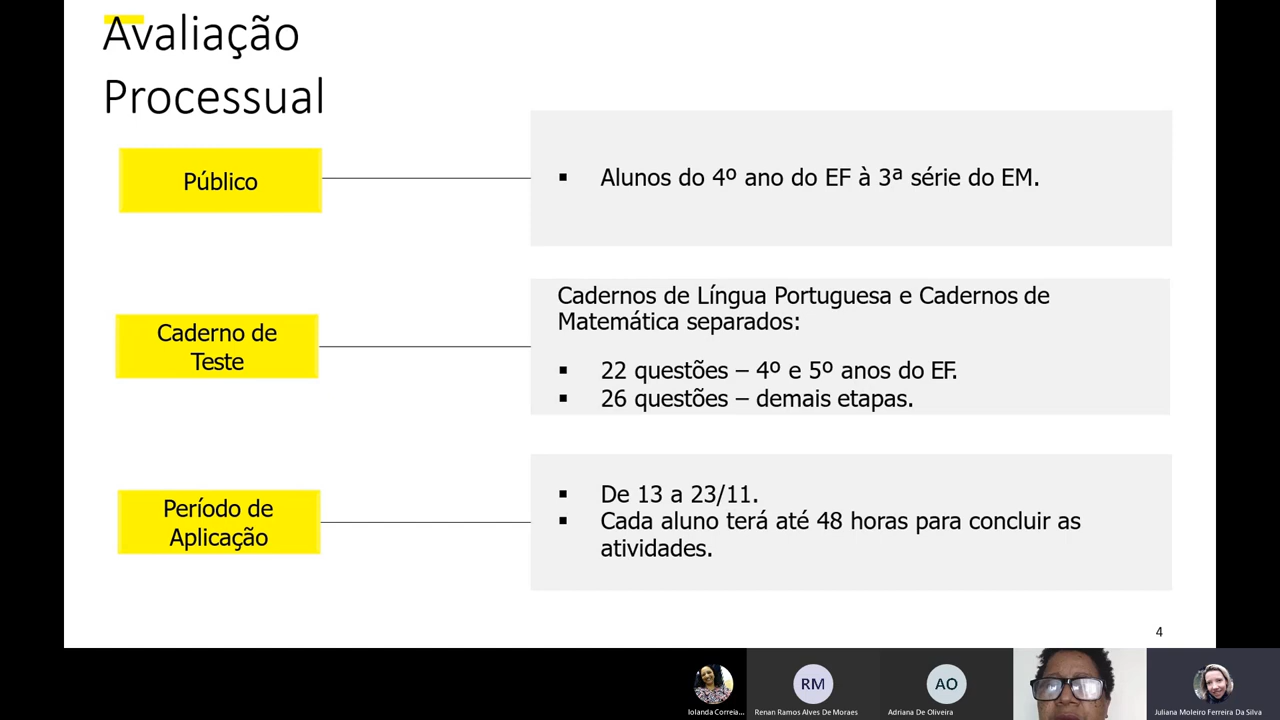 Avaliação
Processual
Público
▪ Alunos do 4º ano do EF à 3ª série do EM.
Caderno de
Teste
Cadernos de Língua Portuguesa e Cadernos de
Matemática separados:
▪ 22 questões – 4º e 5º anos do EF.
▪ 26 questões – demais etapas.
Período de
Aplicação
▪ De 13 a 23/11.
▪ Cada aluno terá até 48 horas para concluir as
atividades.
4
RM
AO
Iolanda Correia...
Renan Ramos Alves De Moraes
Adriana De Oliveira
Juliana Moleiro Ferreira Da Silva